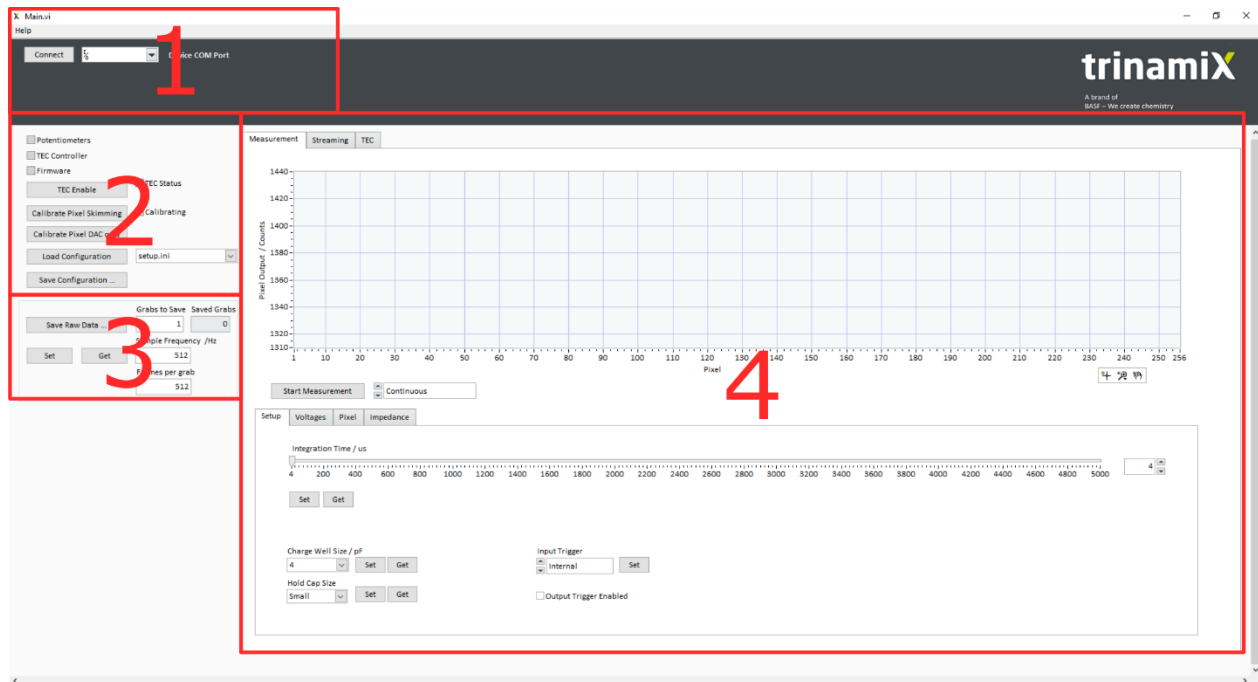 Main.vi
Help
Connect
Device COM Port
1
trinamiX
A brand of
BASF – We create chemistry
Potentiometers
TEC Controller
Firmware
TEC Enable
TEC Status
Calibrate Pixel Skimming
Calibrating
Calibrate Pixel DAC
2
Load Configuration
setup.ini
Save Configuration ...
Grabs to Save Saved Grabs
Save Raw Data ...
1
0
Sample Frequency /Hz
Set
Get
512
Frames per grab
512
3
Measurement
Streaming
TEC
Pixel Output / Counts
1440
1420
1400
1380
1360
1340
1320
1310
1 10 20 30 40 50 60 70 80 90 100 110 120 130 140 150 160 170 180 190 200 210 220 230 240 250 256
Pixel
4
Start Measurement
Continuous
Setup
Voltages
Pixel
Impedance
Integration Time / us
4 200 400 600 800 1000 1200 1400 1600 1800 2000 2200 2400 2600 2800 3000 3200 3400 3600 3800 4000 4200 4400 4600 4800 5000
4
Set
Get
Charge Well Size / pF
4
Set
Get
Hold Cap Size
Small
Set
Get
Input Trigger
Internal
Set
Output Trigger Enabled